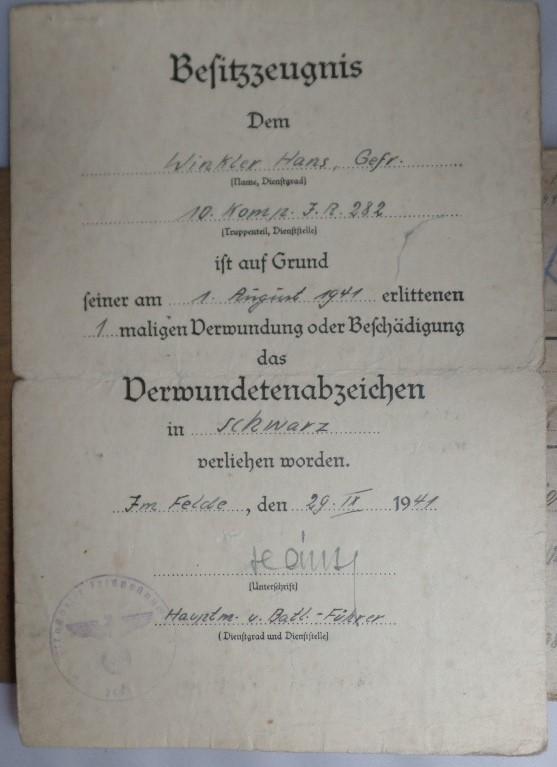 Besitzzeugnis
Dem
Winkler Hans, Gefr.
(Name, Dienstgrad)
10. Komp. J.R. 282
(Truppenteil, Dienststelle)
ist auf Grund
seiner am 1. August 1941 erlittenen
1 maligen Verwundung oder Beschädigung
das
Verwundetenabzeichen
in schwarz
verliehen worden.
Im Felde, den 29. IX 1941
(Unterschrift)
Hauptm. u. Batl.-Führer
(Dienstgrad und Dienststelle)